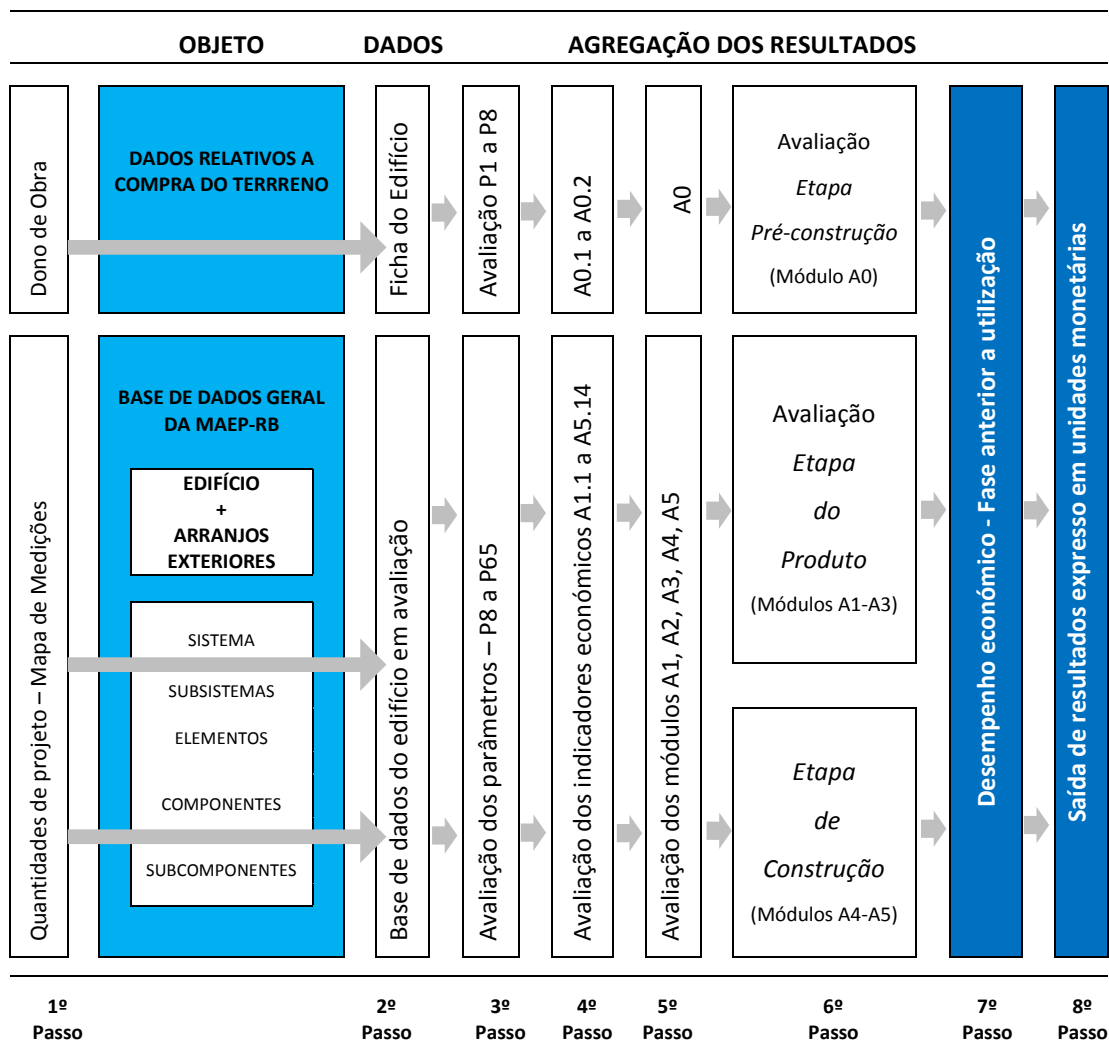 OBJETO
DADOS
AGREGAÇÃO DOS RESULTADOS
Dono de Obra
DADOS RELATIVOS A
COMPRA DO TERRRENO
Ficha do Edifício
Avaliação P1 a P8
A0.1 a A0.2
A0
Avaliação
Etapa
Pré-construção
(Módulo A0)
Quantidades de projeto – Mapa de Medições
BASE DE DADOS GERAL
DA MAEP-RB
EDIFÍCIO
+
ARRANJOS
EXTERIORES
SISTEMA
SUBSISTEMAS
ELEMENTOS
COMPONENTES
SUBCOMPONENTES
Base de dados do edifício em avaliação
Avaliação dos parâmetros – P8 a P65
Avaliação dos indicadores económicos A1.1 a A5.14
Avaliação dos módulos A1, A2, A3, A4, A5
Avaliação
Etapa
do
Produto
(Módulos A1-A3)
Etapa
de
Construção
(Módulos A4-A5)
Desempenho económico - Fase anterior a utilização
Saída de resultados expresso em unidades monetárias
1º
Passo
2º
Passo
3º
Passo
4º
Passo
5º
Passo
6º
Passo
7º
Passo
8º
Passo